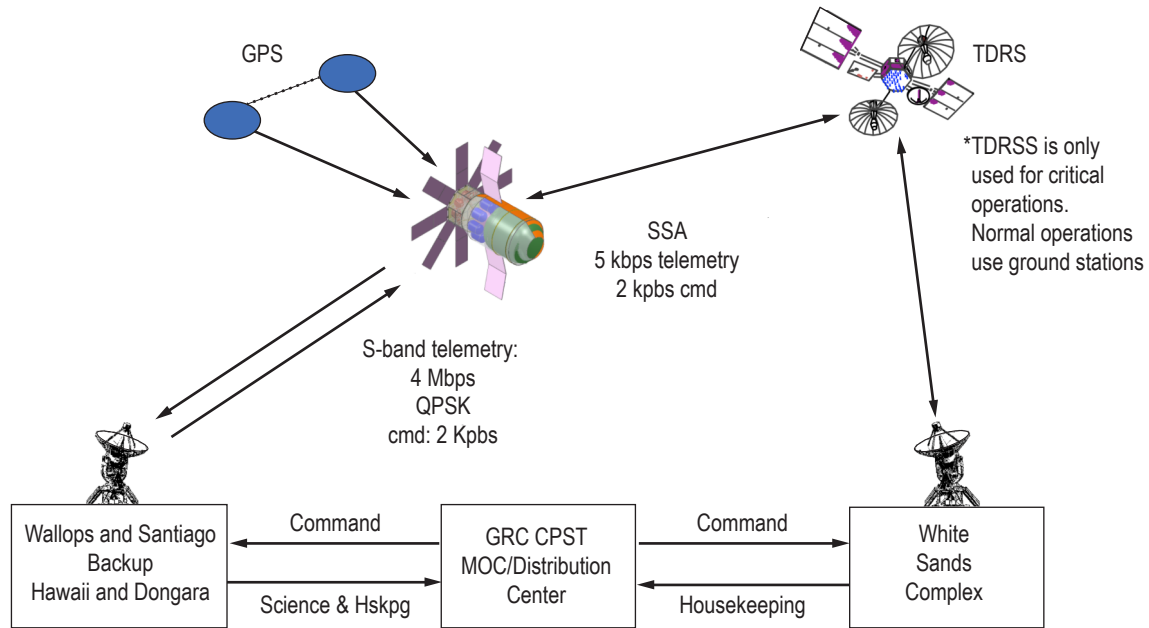 GPS
TDRS
*TDRSS is only
used for critical
operations.
Normal operations
use ground stations
SSA
5 kbps telemetry
2 kpbs cmd
S-band telemetry:
4 Mbps
QPSK
cmd: 2 Kpbs
Wallops and Santiago
Backup
Hawaii and Dongara
Command
Science & Hskpg
GRC CPST
MOC/Distribution
Center
Command
Housekeeping
White
Sands
Complex